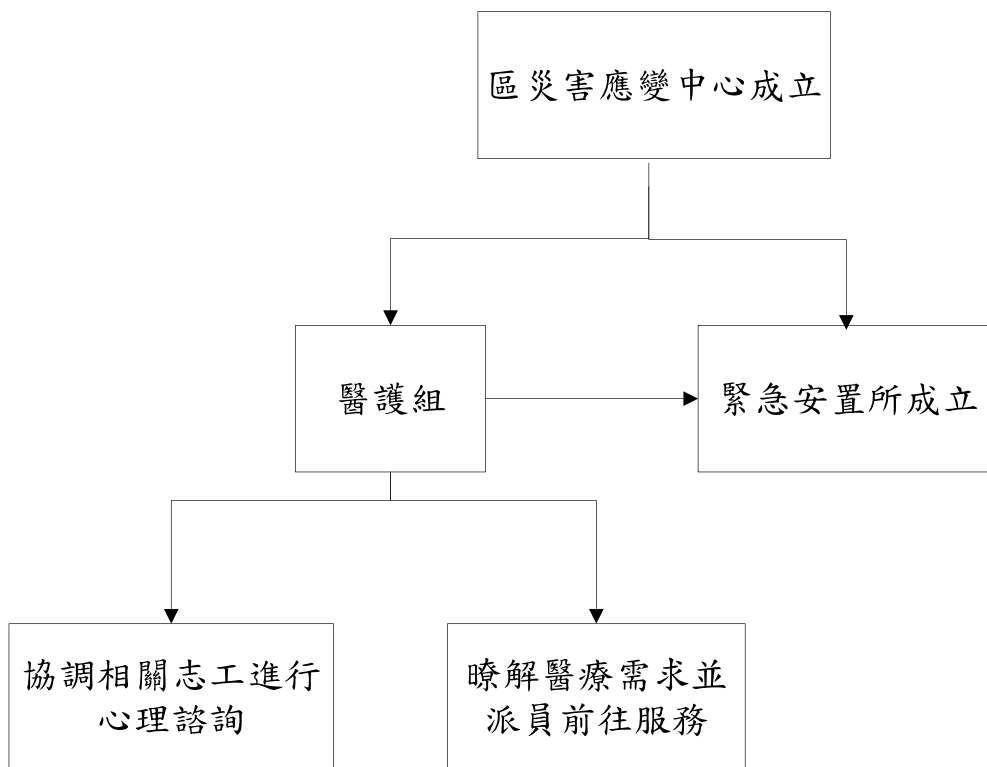 區災害應變中心成立
醫護組
緊急安置所成立
協調相關志工進行
心理諮詢
瞭解醫療需求並
派員前往服務